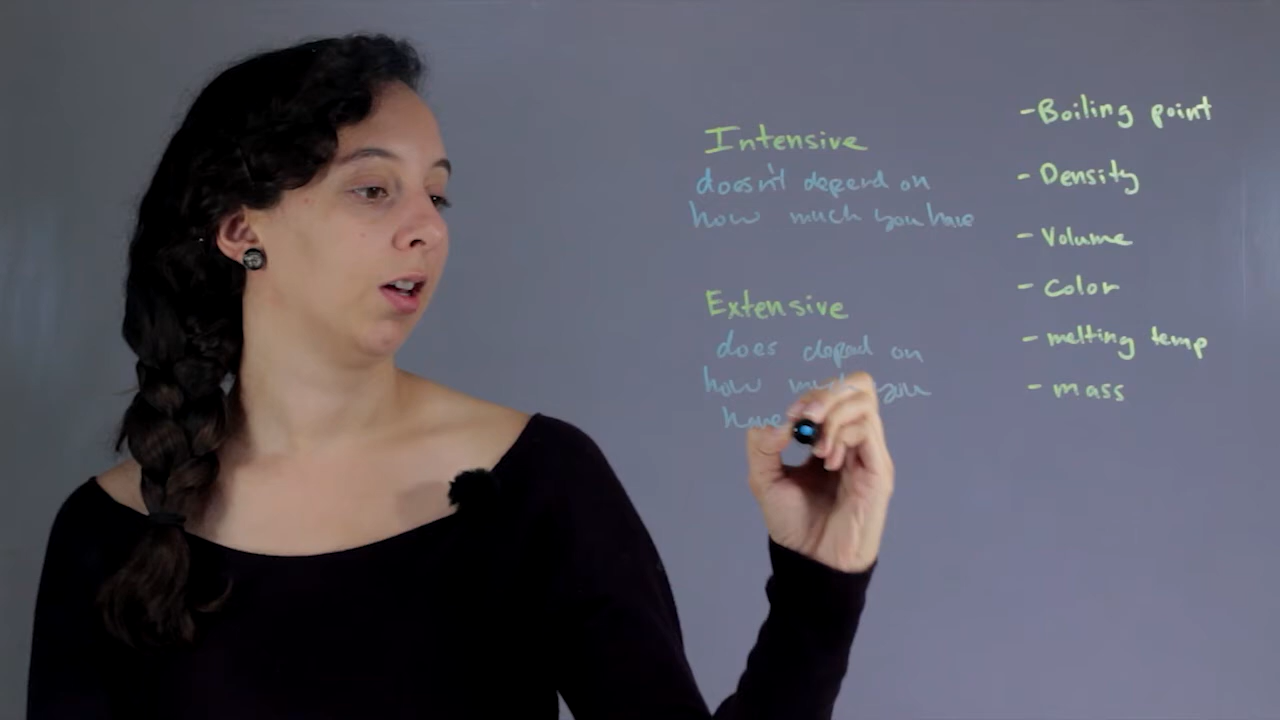 Intensive
doesn't depend on
how much you have
Extensive
does depend on
how much you
have
- Boiling point
- Density
- Volume
- Color
- melting temp
- mass